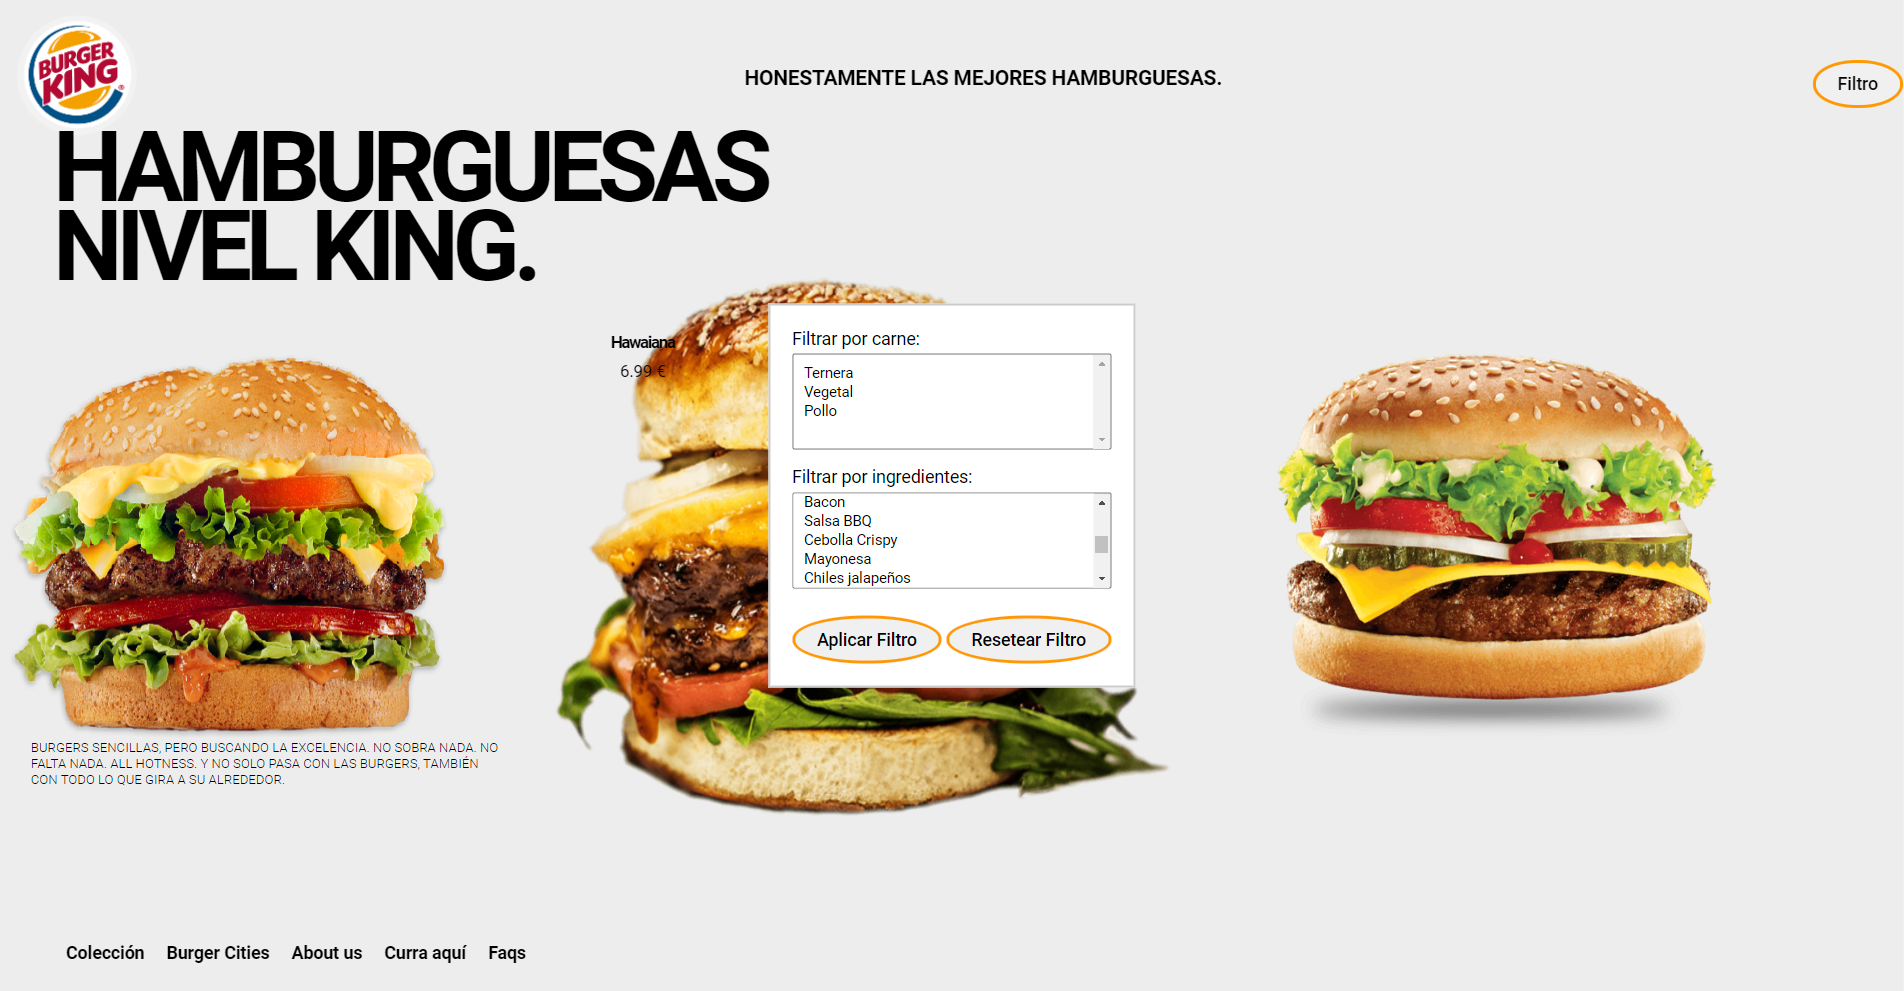 BURGER
KING®
HONESTAMENTE LAS MEJORES HAMBURGUESAS.
Filtro
HAMBURGUESAS
NIVEL KING.
Hawaiana
6.99 €
Filtrar por carne:
Ternera
Vegetal
Pollo
Filtrar por ingredientes:
Bacon
Salsa BBQ
Cebolla Crispy
Mayonesa
Chiles jalapeños
Aplicar Filtro
Resetear Filtro
BURGERS SENCILLAS, PERO BUSCANDO LA EXCELENCIA. NO SOBRA NADA. NO
FALTA NADA. ALL HOTNESS. Y NO SOLO PASA CON LAS BURGERS, TAMBIÉN
CON TODO LO QUE GIRA A SU ALREDEDOR.
Colección Burger Cities About us Curra aquí Faqs